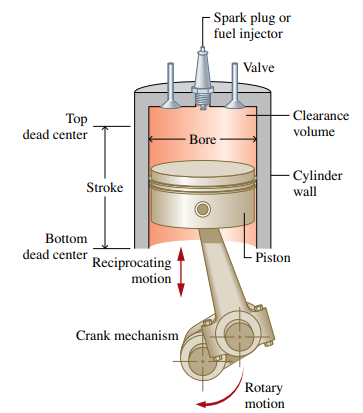 Spark plug or
fuel injector
Valve
Top
dead center
Clearance
volume
Bore
Stroke
Cylinder
wall
Bottom
dead center
Reciprocating
motion
Piston
Crank mechanism
Rotary
motion